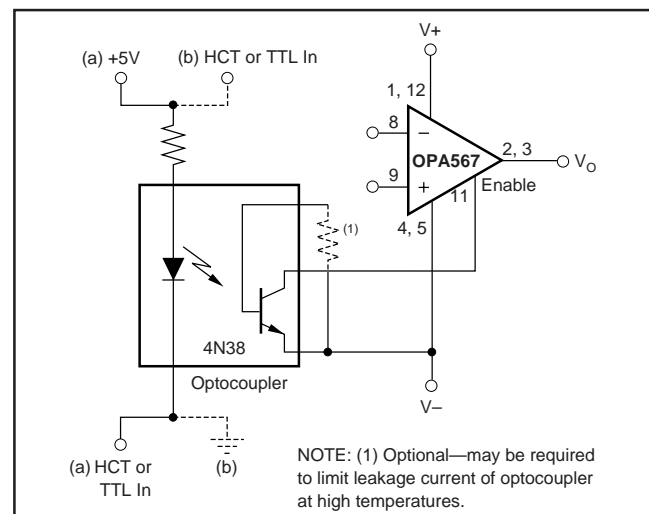 V+
(a) +5V
(b) HCT or TTL In
1, 12
8
–
OPA567
2, 3
VO
9
+
Enable
11
4, 5
(1)
4N38
Optocoupler
V–
(a) HCT or
TTL In
(b)
NOTE: (1) Optional—may be required
to limit leakage current of optocoupler
at high temperatures.